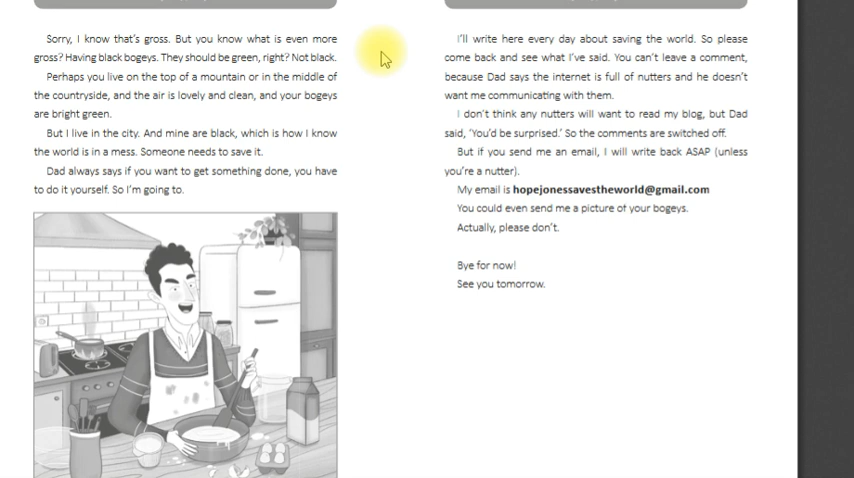 Sorry, I know that's gross. But you know what is even more
gross? Having black bogeys. They should be green, right? Not black.
Perhaps you live on the top of a mountain or in the middle of
the countryside, and the air is lovely and clean, and your bogeys
are bright green.
But I live in the city. And mine are black, which is how I know
the world is in a mess. Someone needs to save it.
Dad always says if you want to get something done, you have
to do it yourself. So I'm going to.
I'll write here every day about saving the world. So please
come back and see what I've said. You can't leave a comment,
because Dad says the internet is full of nutters and he doesn't
want me communicating with them.
I don't think any nutters will want to read my blog, but Dad
said, 'You'd be surprised.' So the comments are switched off.
But if you send me an email, I will write back ASAP (unless
you're a nutter).
My email is hopejonessavestheworld@gmail.com
You could even send me a picture of your bogeys.
Actually, please don't.
Bye for now!
See you tomorrow.